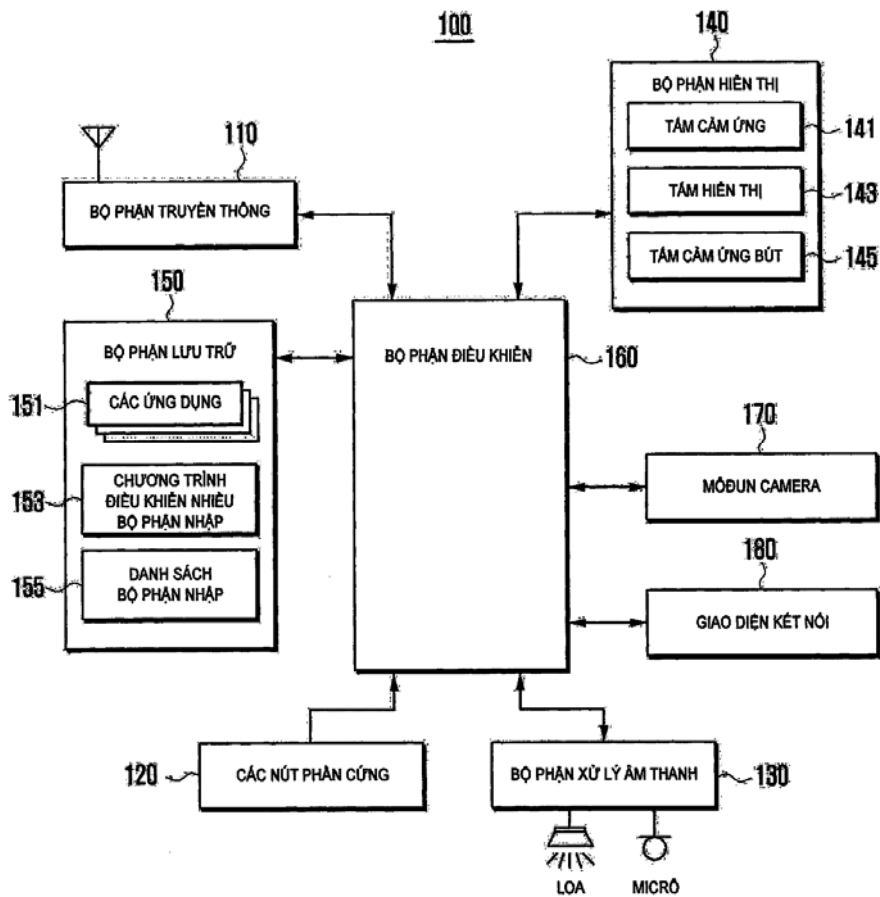 100
140
BỘ PHẬN HIỂN THỊ
TẤM CẢM ỨNG
141
TẤM HIỂN THỊ
143
TẤM CẢM ỨNG BÚT
145
110
BỘ PHẬN TRUYỀN THÔNG
150
BỘ PHẬN LƯU TRỮ
151
CÁC ỨNG DỤNG
153
CHƯƠNG TRÌNH
ĐIỀU KHIỂN NHIỀU
BỘ PHẬN NHẬP
155
DANH SÁCH
BỘ PHẬN NHẬP
BỘ PHẬN ĐIỀU KHIỂN
160
170
MÔĐUN CAMERA
180
GIAO DIỆN KẾT NỐI
120
CÁC NÚT PHẦN CỨNG
BỘ PHẬN XỬ LÝ ÂM THANH
130
LOA
MICRÔ